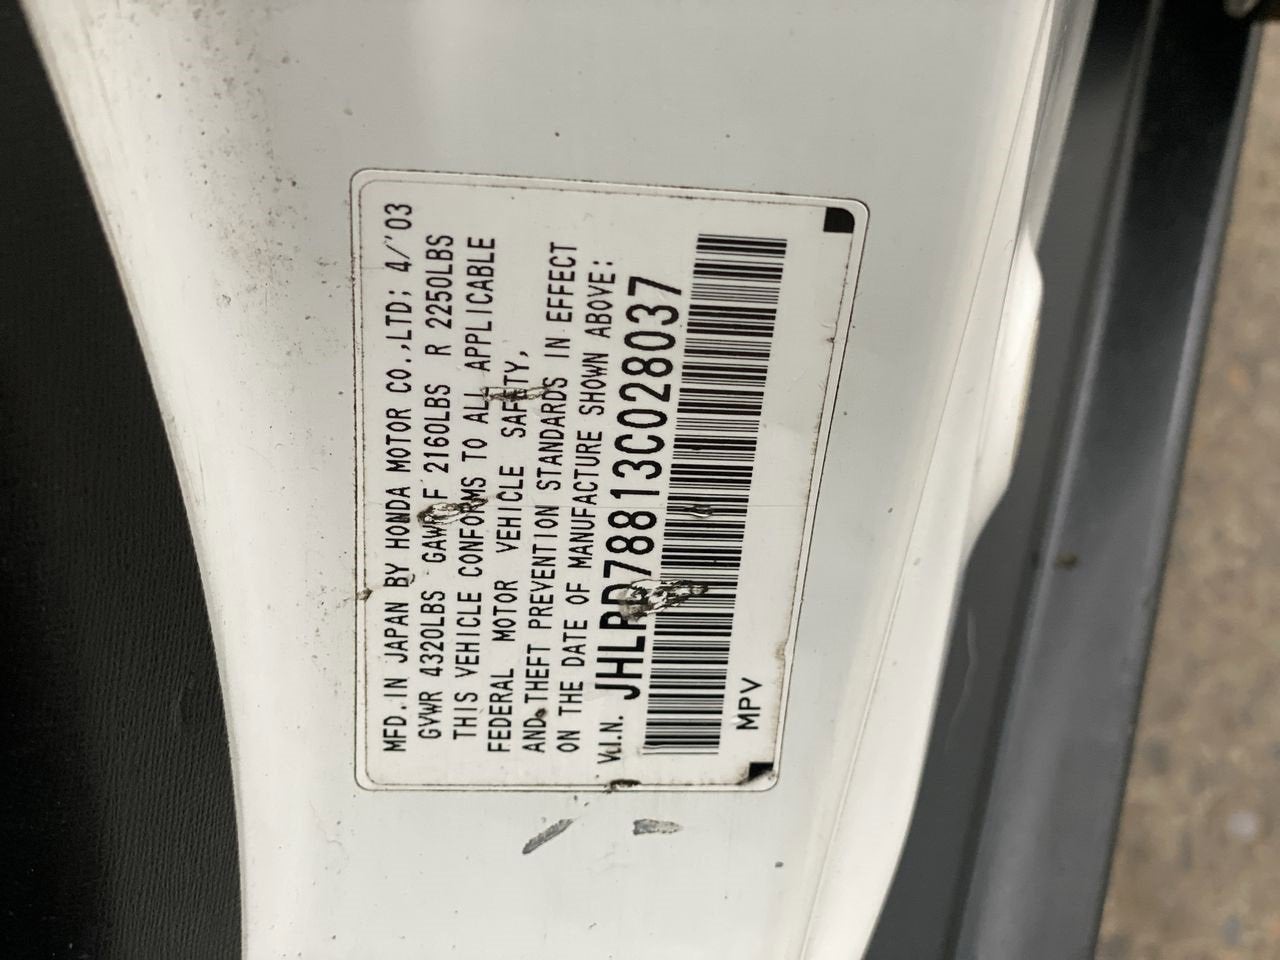 MFD. IN JAPAN BY HONDA MOTOR CO.,LTD; 4/'03
GVWR 4320LBS GAWR F 2160LBS R 2250LBS
THIS VEHICLE CONFORMS TO ALL APPLICABLE
FEDERAL MOTOR VEHICLE SAFETY,
AND THEFT PREVENTION STANDARDS IN EFFECT
ON THE DATE OF MANUFACTURE SHOWN ABOVE:
V.I.N. JHLRD78813C028037
MPV